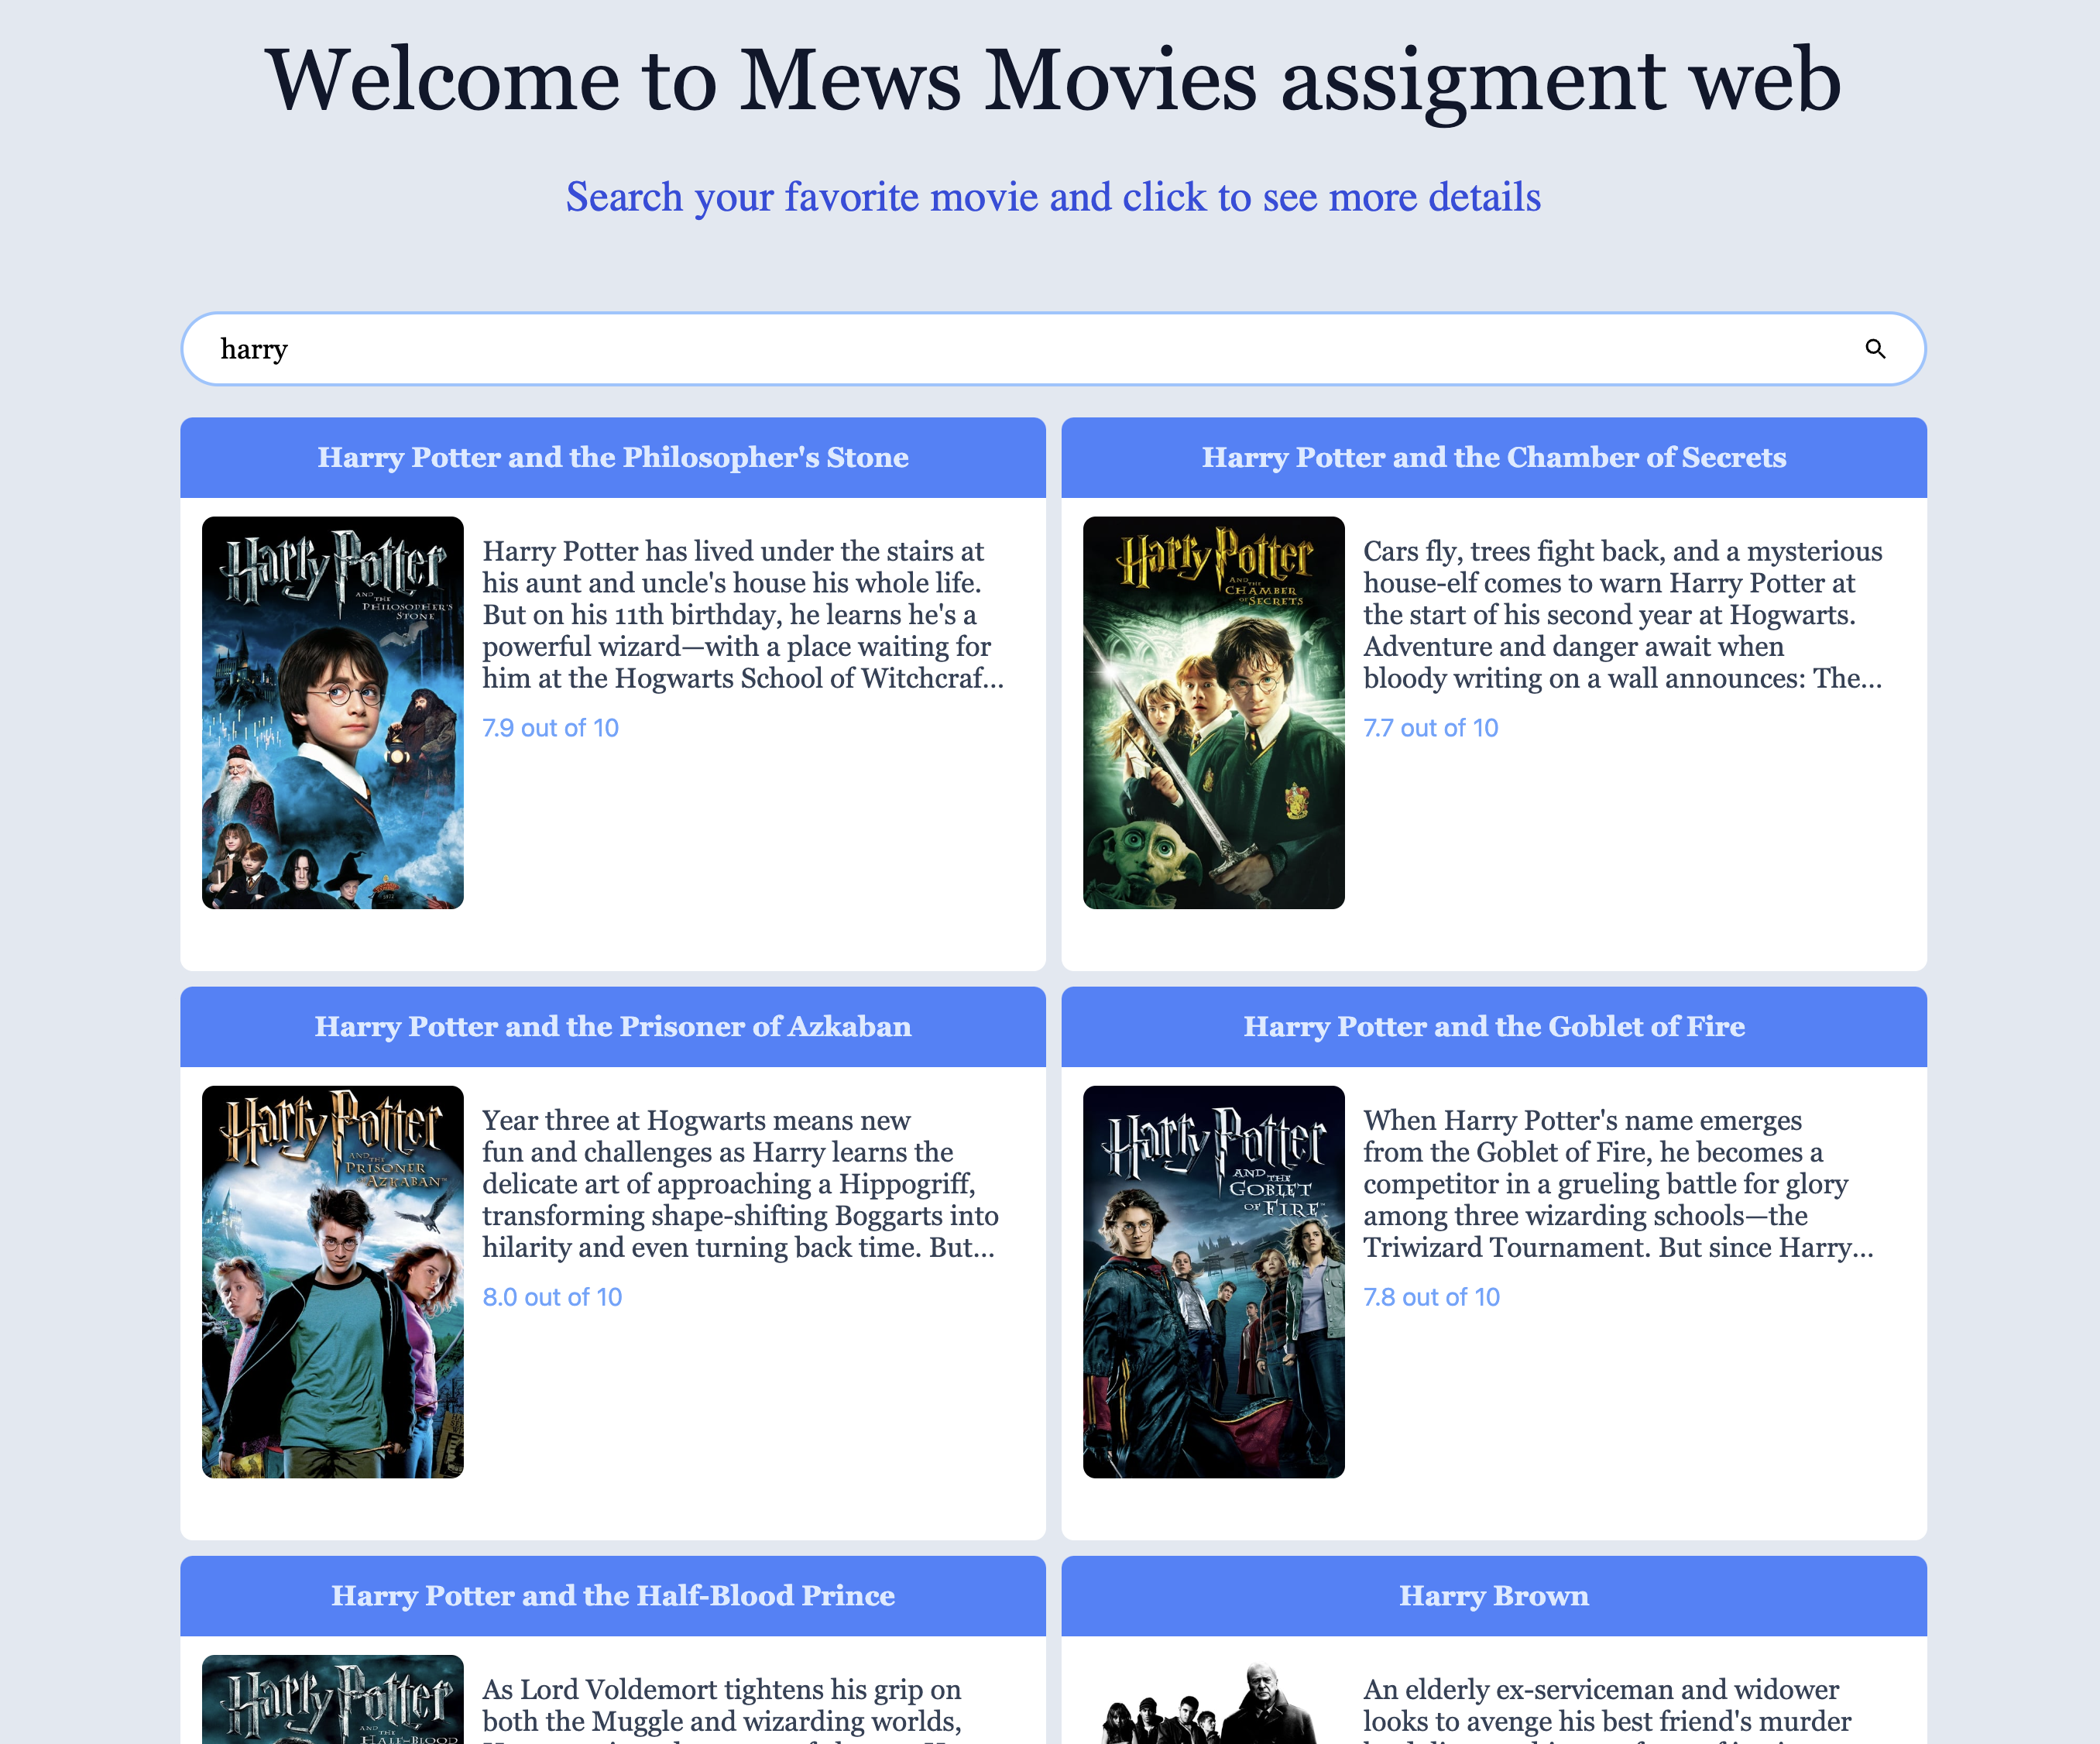 Welcome to Mews Movies assigment web
Search your favorite movie and click to see more details
harry
Harry Potter and the Philosopher's Stone
Harry Potter
AND THE
PHILOSOPHER'S
STONE
Harry Potter has lived under the stairs at
his aunt and uncle's house his whole life.
But on his 11th birthday, he learns he's a
powerful wizard—with a place waiting for
him at the Hogwarts School of Witchcraf...
7.9 out of 10
Harry Potter and the Chamber of Secrets
Harry Potter
AND THE
CHAMBER
OF SECRETS
Cars fly, trees fight back, and a mysterious
house-elf comes to warn Harry Potter at
the start of his second year at Hogwarts.
Adventure and danger await when
bloody writing on a wall announces: The...
7.7 out of 10
Harry Potter and the Prisoner of Azkaban
Harry Potter
AND THE
PRISONER
OF AZKABAN™
Year three at Hogwarts means new
fun and challenges as Harry learns the
delicate art of approaching a Hippogriff,
transforming shape-shifting Boggarts into
hilarity and even turning back time. But...
8.0 out of 10
Harry Potter and the Goblet of Fire
Harry Potter
AND THE
GOBLET
OF FIRE™
When Harry Potter's name emerges
from the Goblet of Fire, he becomes a
competitor in a grueling battle for glory
among three wizarding schools—the
Triwizard Tournament. But since Harry...
7.8 out of 10
Harry Potter and the Half-Blood Prince
Harry Potter
AND THE
HALF-BLOOD
As Lord Voldemort tightens his grip on
both the Muggle and wizarding worlds,
Harry Brown
An elderly ex-serviceman and widower
looks to avenge his best friend's murder